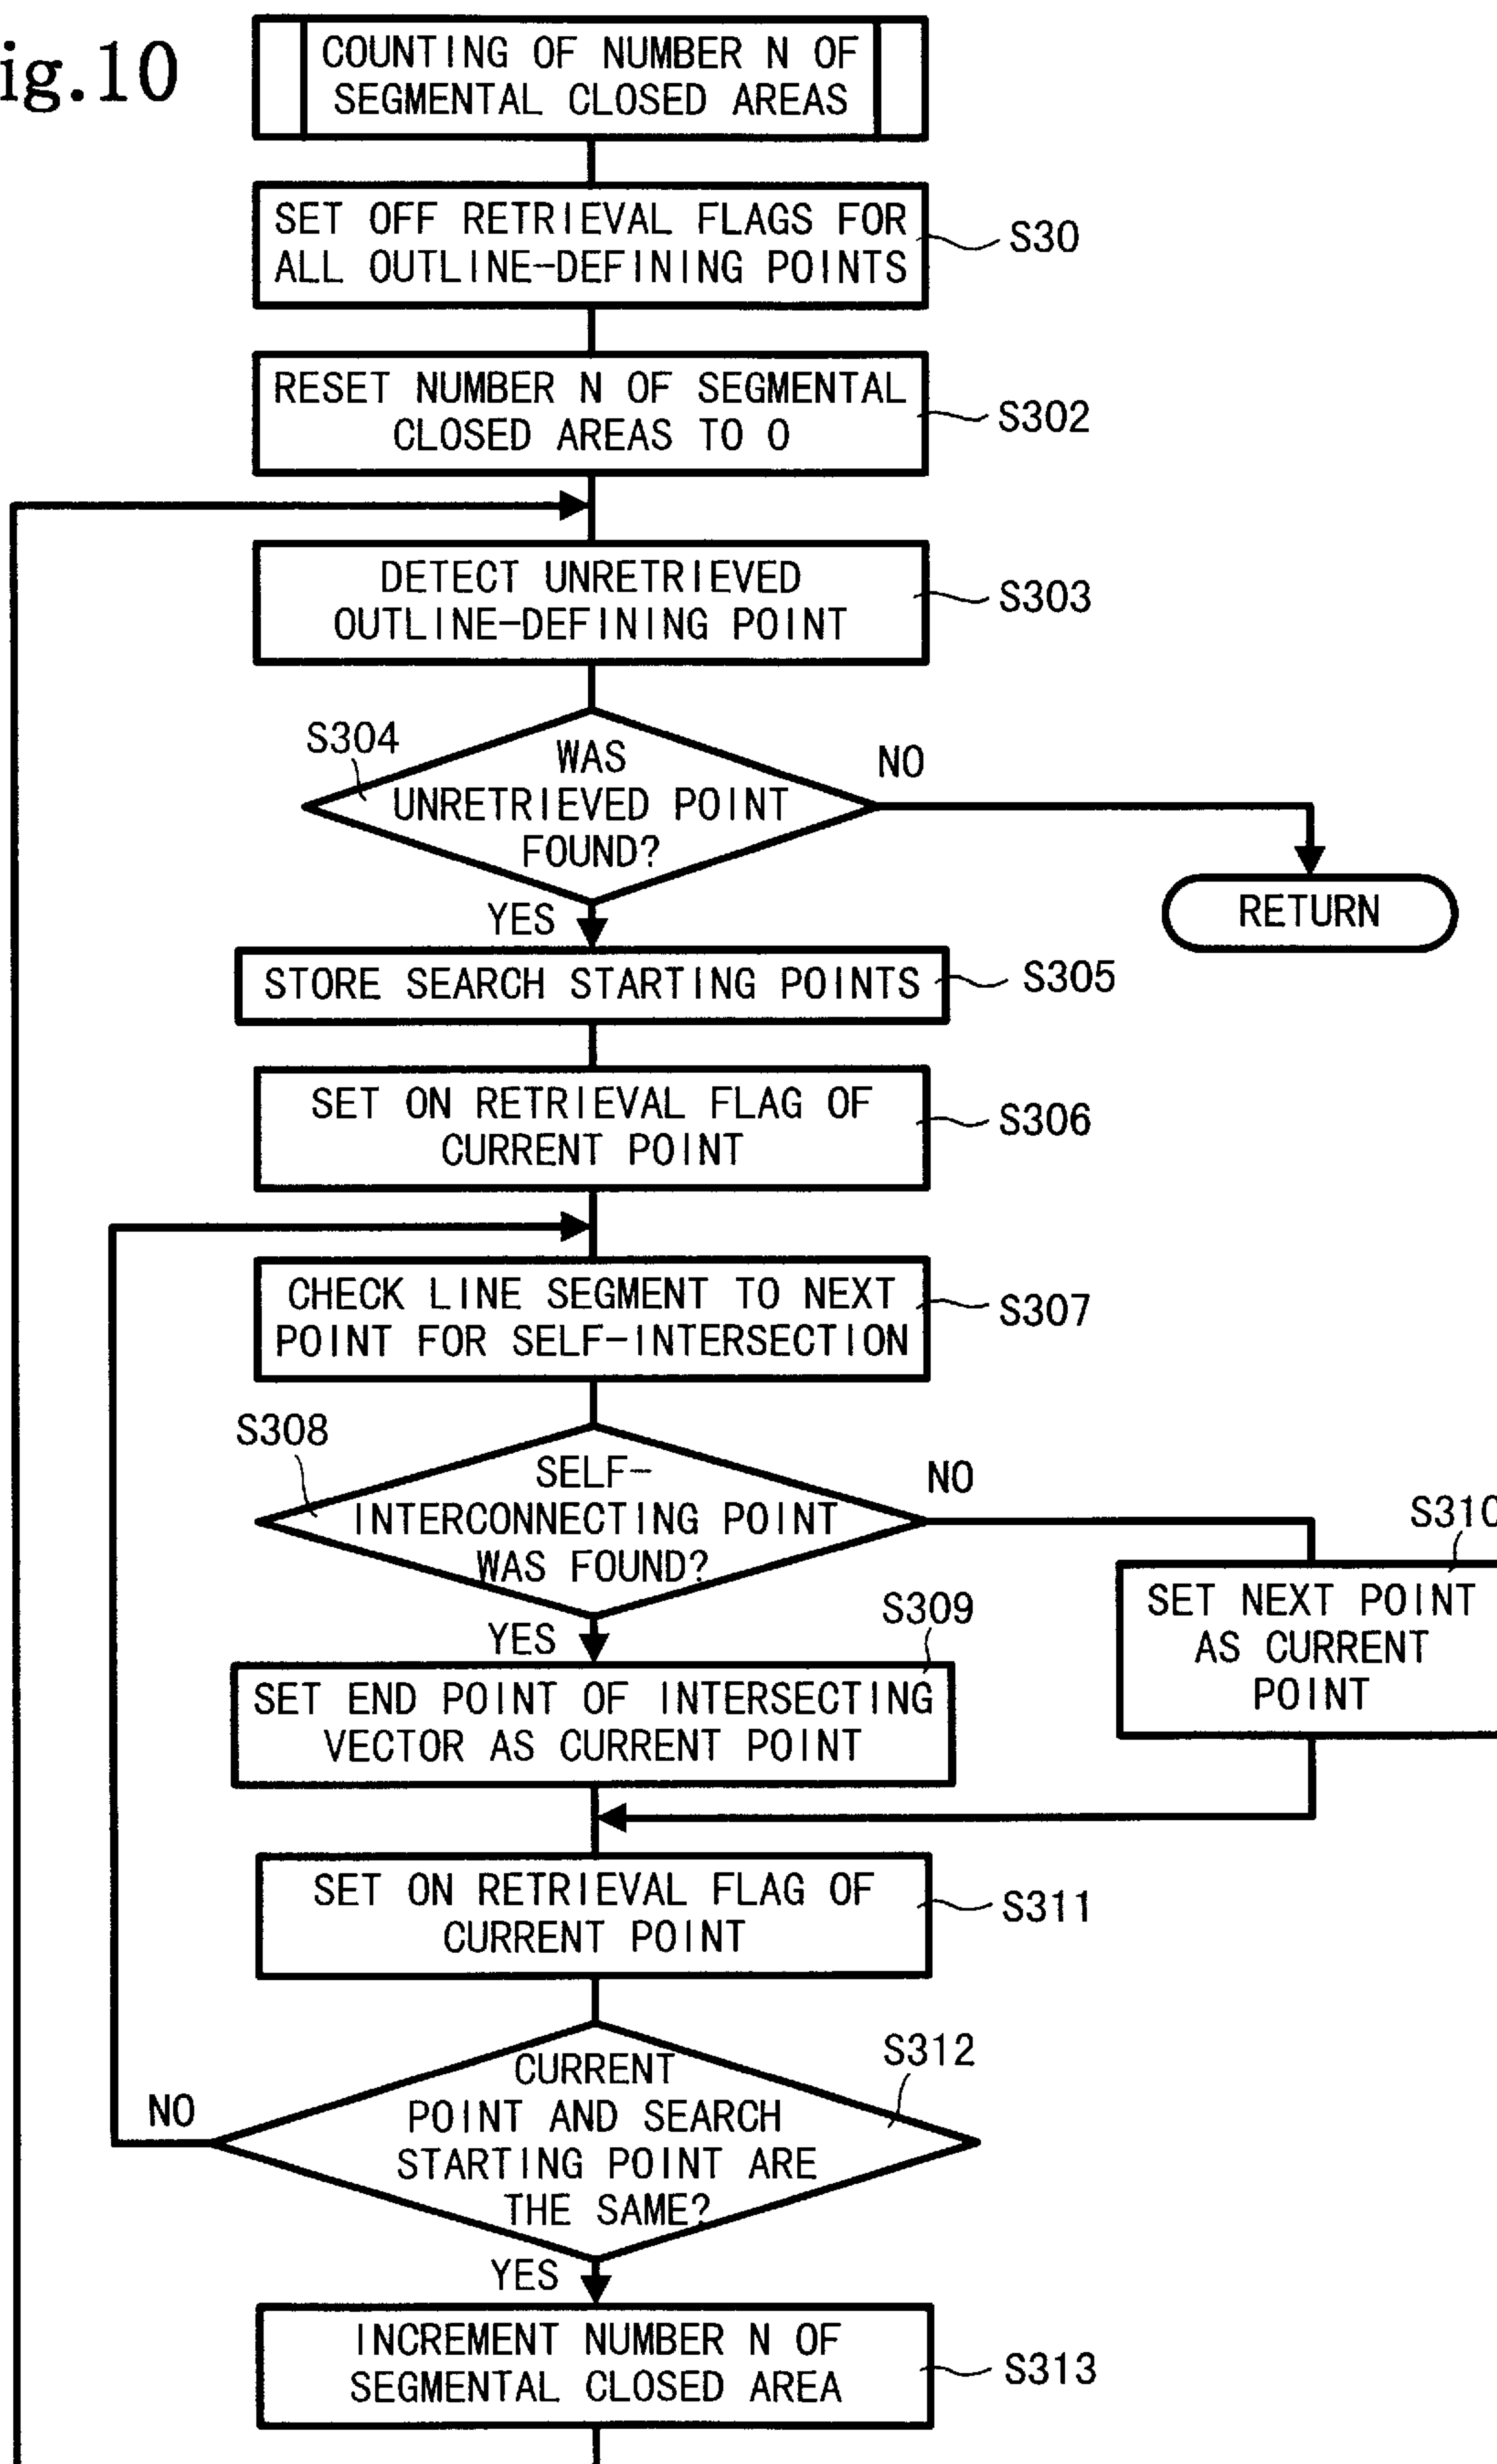 ig.10
COUNTING OF NUMBER N OF
SEGMENTAL CLOSED AREAS
SET OFF RETRIEVAL FLAGS FOR
ALL OUTLINE-DEFINING POINTS
S30
RESET NUMBER N OF SEGMENTAL
CLOSED AREAS TO 0
S302
DETECT UNRETRIEVED
OUTLINE-DEFINING POINT
S303
S304
WAS
UNRETRIEVED POINT
FOUND?
NO
RETURN
YES
STORE SEARCH STARTING POINTS
S305
SET ON RETRIEVAL FLAG OF
CURRENT POINT
S306
CHECK LINE SEGMENT TO NEXT
POINT FOR SELF-INTERSECTION
S307
S308
SELF-
INTERCONNECTING POINT
WAS FOUND?
NO
S310
SET NEXT POINT
AS CURRENT
POINT
YES
S309
SET END POINT OF INTERSECTING
VECTOR AS CURRENT POINT
SET ON RETRIEVAL FLAG OF
CURRENT POINT
S311
S312
CURRENT
POINT AND SEARCH
STARTING POINT ARE
THE SAME?
NO
YES
INCREMENT NUMBER N OF
SEGMENTAL CLOSED AREA
S313